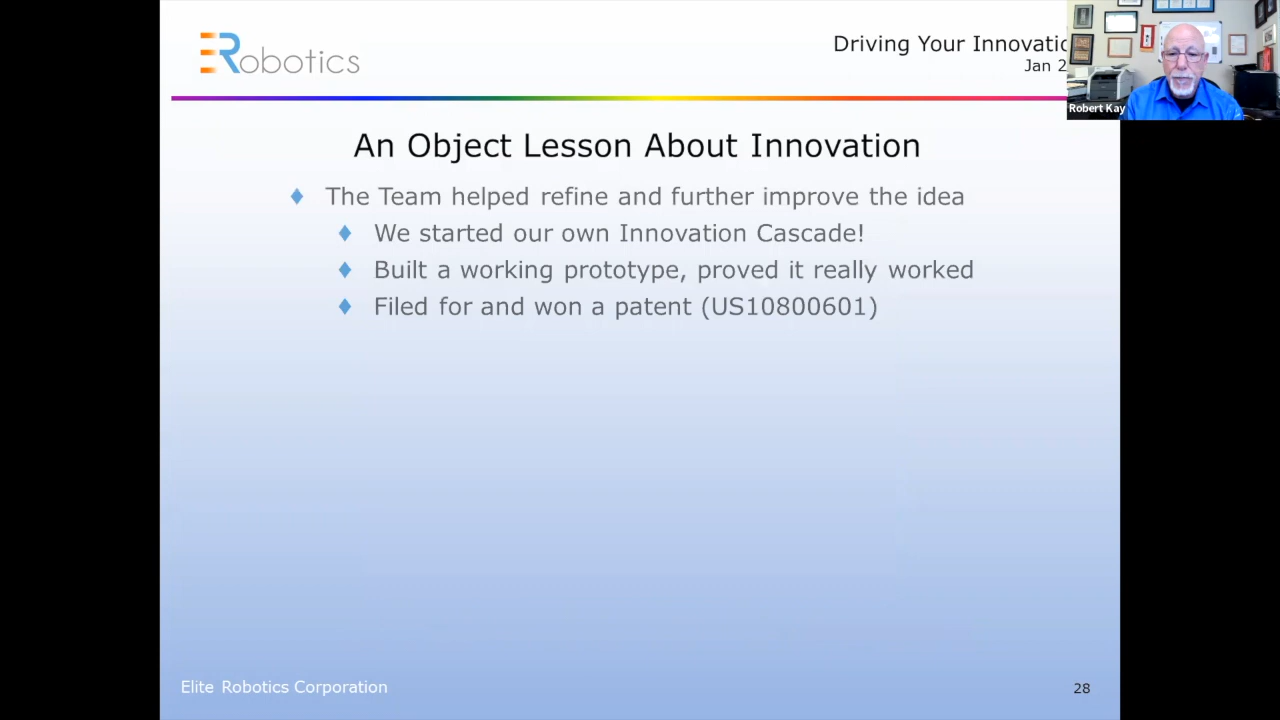 ERobotics
Driving Your Innovatio
Jan 2
Robert Kay
An Object Lesson About Innovation
The Team helped refine and further improve the idea
We started our own Innovation Cascade!
Built a working prototype, proved it really worked
Filed for and won a patent (US10800601)
Elite Robotics Corporation
28